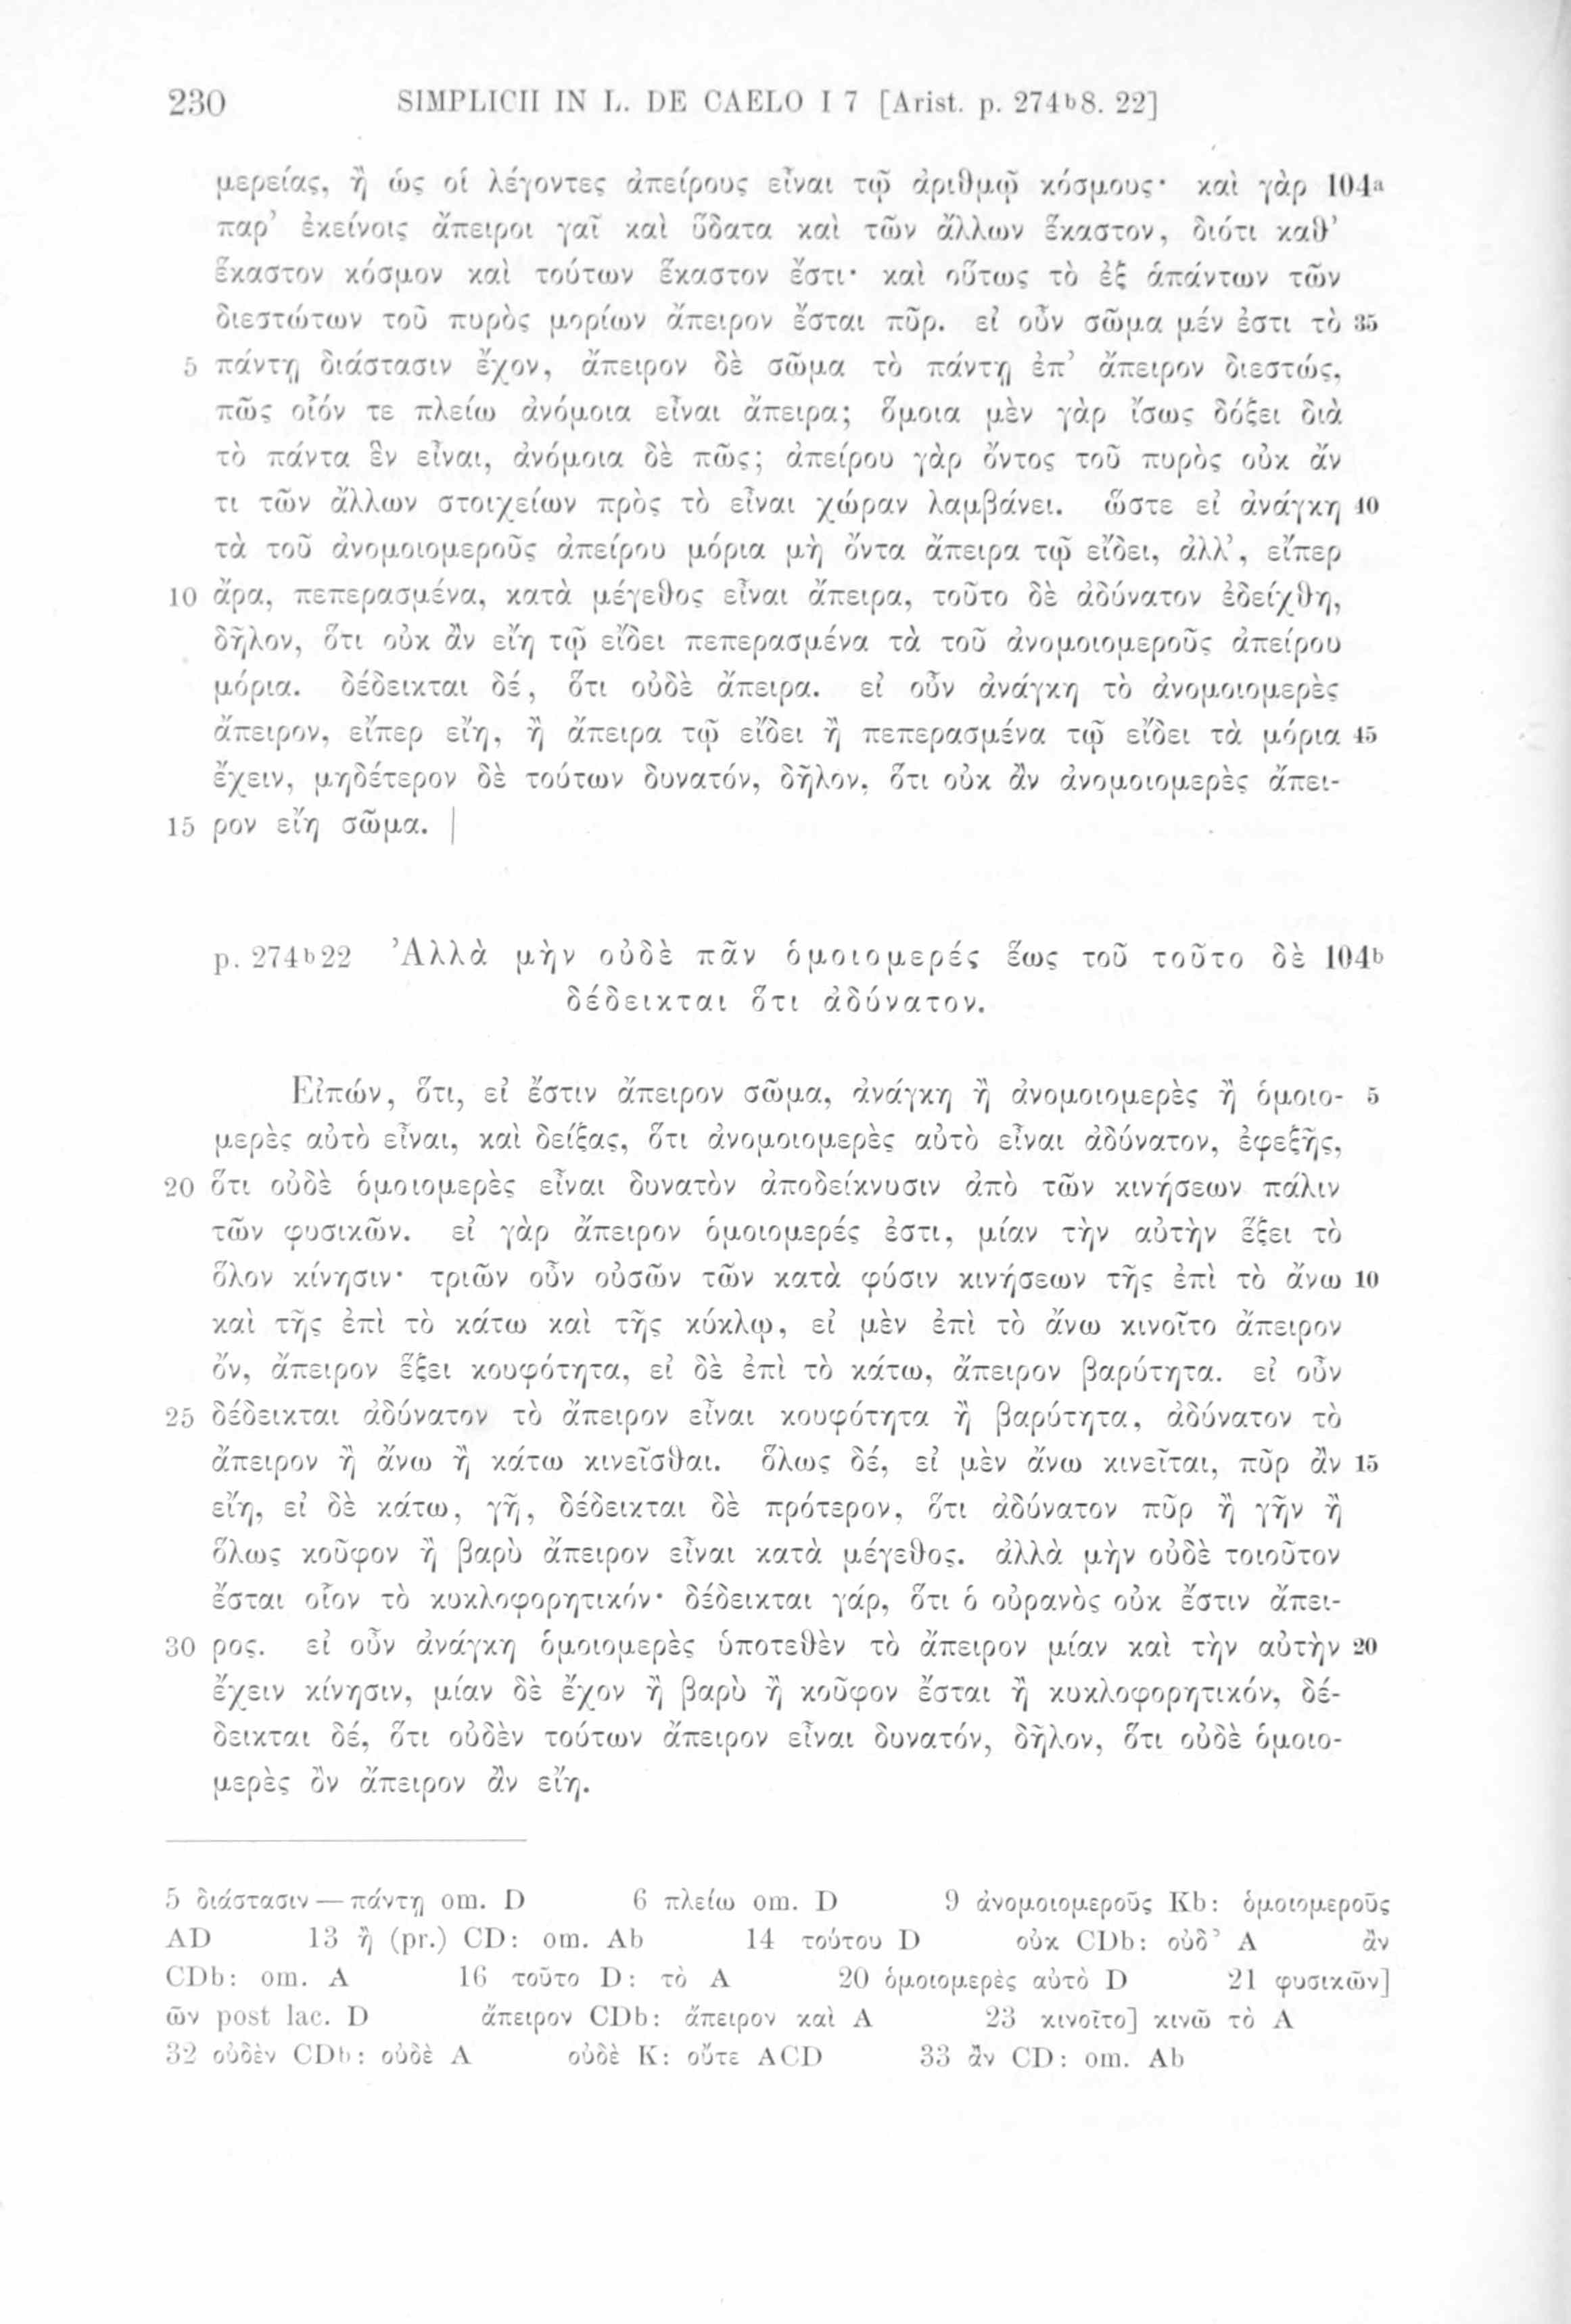 230 SIMPLICII IN L. DE CAELO I 7 [Arist. p. 274b8. 22]
μερείας, ἢ ὡς οἱ λέγοντες ἀπείρους εἶναι τῷ ἀριθμῷ κόσμους· καὶ γὰρ 104a
παρ’ ἐκείνοις ἄπειροι γαῖ καὶ ὕδατα καὶ τῶν ἄλλων ἕκαστον, διότι καθ’
ἕκαστον κόσμον καὶ τούτων ἕκαστον ἔστι· καὶ οὕτως τὸ ἐξ ἁπάντων τῶν
διεστώτων τοῦ πυρὸς μορίων ἄπειρον ἔσται πῦρ. εἰ οὖν σῶμα μέν ἐστι τὸ 35
5 πάντῃ διάστασιν ἔχον, ἄπειρον δὲ σῶμα τὸ πάντῃ ἐπ’ ἄπειρον διεστώς,
πῶς οἷόν τε πλείω ἀνόμοια εἶναι ἄπειρα; ὅμοια μὲν γὰρ ἴσως δόξει διὰ
τὸ πάντα ἓν εἶναι, ἀνόμοια δὲ πῶς; ἀπείρου γὰρ ὄντος τοῦ πυρὸς οὐκ ἄν
τι τῶν ἄλλων στοιχείων πρὸς τὸ εἶναι χώραν λαμβάνει. ὥστε εἰ ἀνάγκη 40
τὰ τοῦ ἀνομοιομεροῦς ἀπείρου μόρια μὴ ὄντα ἄπειρα τῷ εἴδει, ἀλλ’, εἴπερ
10 ἄρα, πεπερασμένα, κατὰ μέγεθος εἶναι ἄπειρα, τοῦτο δὲ ἀδύνατον ἐδείχθη,
δῆλον, ὅτι οὐκ ἂν εἴη τῷ εἴδει πεπερασμένα τὰ τοῦ ἀνομοιομεροῦς ἀπείρου
μόρια. δέδεικται δέ, ὅτι οὐδὲ ἄπειρα. εἰ οὖν ἀνάγκη τὸ ἀνομοιομερὲς
ἄπειρον, εἴπερ εἴη, ἢ ἄπειρα τῷ εἴδει ἢ πεπερασμένα τῷ εἴδει τὰ μόρια 45
ἔχειν, μηδέτερον δὲ τούτων δυνατόν, δῆλον, ὅτι οὐκ ἂν ἀνομοιομερὲς ἄπει-
15 ρον εἴη σῶμα. |
p. 274b22 Ἀλλὰ μὴν οὐδὲ πᾶν ὁμοιομερές ἕως τοῦ τοῦτο δὲ 104b
δέδεικται ὅτι ἀδύνατον.
Εἰπών, ὅτι, εἰ ἔστιν ἄπειρον σῶμα, ἀνάγκη ἢ ἀνομοιομερὲς ἢ ὁμοιο- 5
μερὲς αὐτὸ εἶναι, καὶ δείξας, ὅτι ἀνομοιομερὲς αὐτὸ εἶναι ἀδύνατον, ἐφεξῆς,
20 ὅτι οὐδὲ ὁμοιομερὲς εἶναι δυνατὸν ἀποδείκνυσιν ἀπὸ τῶν κινήσεων πάλιν
τῶν φυσικῶν. εἰ γὰρ ἄπειρον ὁμοιομερές ἐστι, μίαν τὴν αὐτὴν ἕξει τὸ
ὅλον κίνησιν· τριῶν οὖν οὐσῶν τῶν κατὰ φύσιν κινήσεων τῆς ἐπὶ τὸ ἄνω 10
καὶ τῆς ἐπὶ τὸ κάτω καὶ τῆς κύκλῳ, εἰ μὲν ἐπὶ τὸ ἄνω κινοῖτο ἄπειρον
ὄν, ἄπειρον ἕξει κουφότητα, εἰ δὲ ἐπὶ τὸ κάτω, ἄπειρον βαρύτητα. εἰ οὖν
25 δέδεικται ἀδύνατον τὸ ἄπειρον εἶναι κουφότητα ἢ βαρύτητα, ἀδύνατον τὸ
ἄπειρον ἢ ἄνω ἢ κάτω κινεῖσθαι. ὅλως δέ, εἰ μὲν ἄνω κινεῖται, πῦρ ἂν 15
εἴη, εἰ δὲ κάτω, γῆ, δέδεικται δὲ πρότερον, ὅτι ἀδύνατον πῦρ ἢ γῆν ἢ
ὅλως κοῦφον ἢ βαρὺ ἄπειρον εἶναι κατὰ μέγεθος. ἀλλὰ μὴν οὐδὲ τοιοῦτον
ἔσται οἷον τὸ κυκλοφορητικόν· δέδεικται γάρ, ὅτι ὁ οὐρανὸς οὐκ ἔστιν ἄπει-
30 ρος. εἰ οὖν ἀνάγκη ὁμοιομερὲς ὑποτεθὲν τὸ ἄπειρον μίαν καὶ τὴν αὐτὴν 20
ἔχειν κίνησιν, μίαν δὲ ἔχον ἢ βαρὺ ἢ κοῦφον ἔσται ἢ κυκλοφορητικόν, δέ-
δεικται δέ, ὅτι οὐδὲν τούτων ἄπειρον εἶναι δυνατόν, δῆλον, ὅτι οὐδὲ ὁμοιο-
μερὲς ὂν ἄπειρον ἂν εἴη.
5 διάστασιν — πάντῃ om. D 6 πλείω om. D 9 ἀνομοιομεροῦς Kb: ὁμοιομεροῦς
AD 13 ἢ (pr.) CD: om. Ab 14 τούτου D οὐκ CDb: οὐδ’ A ἂν
CDb: om. A 16 τοῦτο D: τὸ A 20 ὁμοιομερὲς αὐτὸ D 21 φυσικῶν]
ῶν post lac. D ἄπειρον CDb: ἄπειρον καὶ A 23 κινοῖτο] κινῶ τὸ A
32 οὐδὲν CDb: οὐδὲ A οὐδὲ K: οὔτε ACD 33 ἂν CD: om. Ab